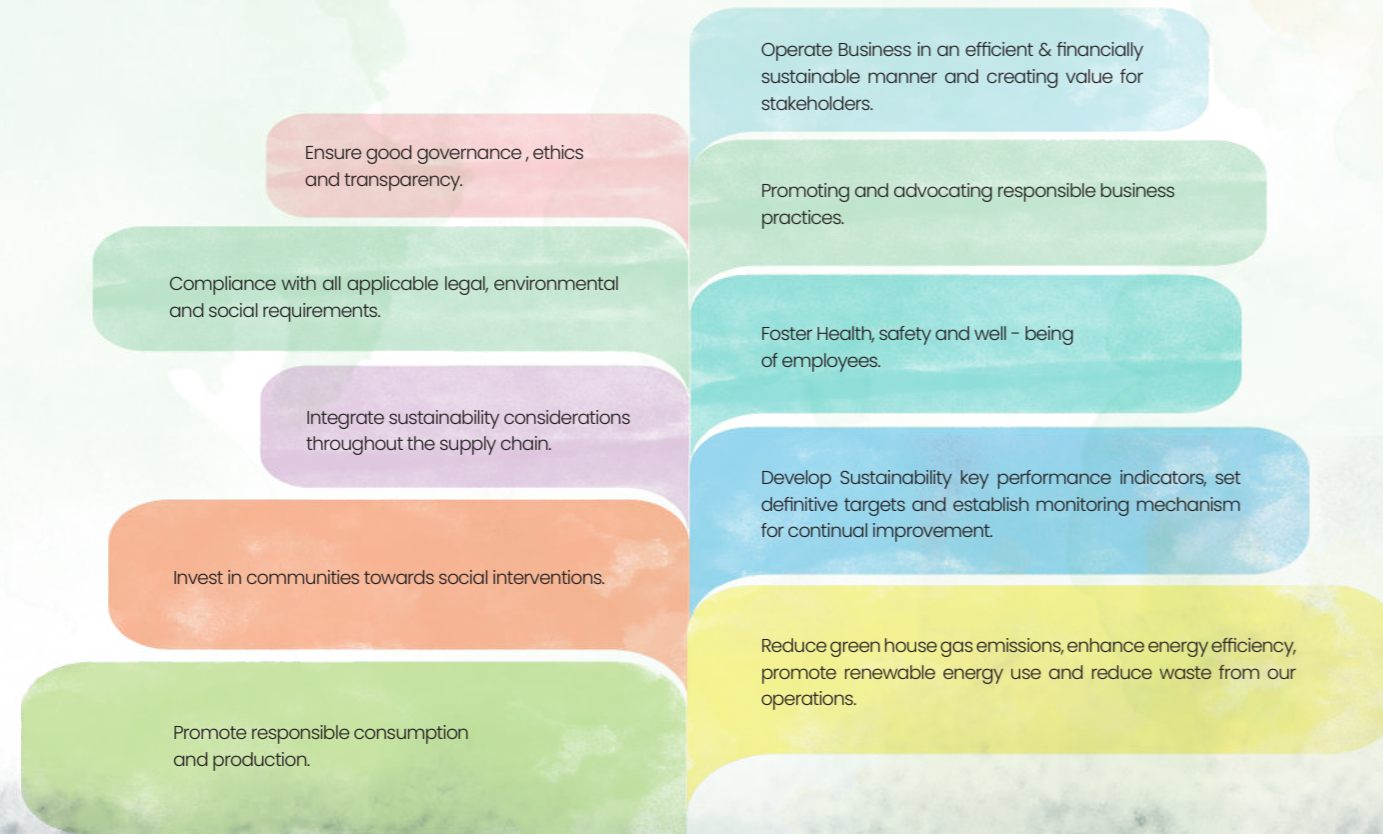 Operate Business in an efficient & financially
sustainable manner and creating value for
stakeholders.
Ensure good governance , ethics
and transparency.
Promoting and advocating responsible business
practices.
Compliance with all applicable legal, environmental
and social requirements.
Foster Health, safety and well - being
of employees.
Integrate sustainability considerations
throughout the supply chain.
Develop Sustainability key performance indicators, set
definitive targets and establish monitoring mechanism
for continual improvement.
Invest in communities towards social interventions.
Reduce green house gas emissions, enhance energy efficiency,
promote renewable energy use and reduce waste from our
operations.
Promote responsible consumption
and production.